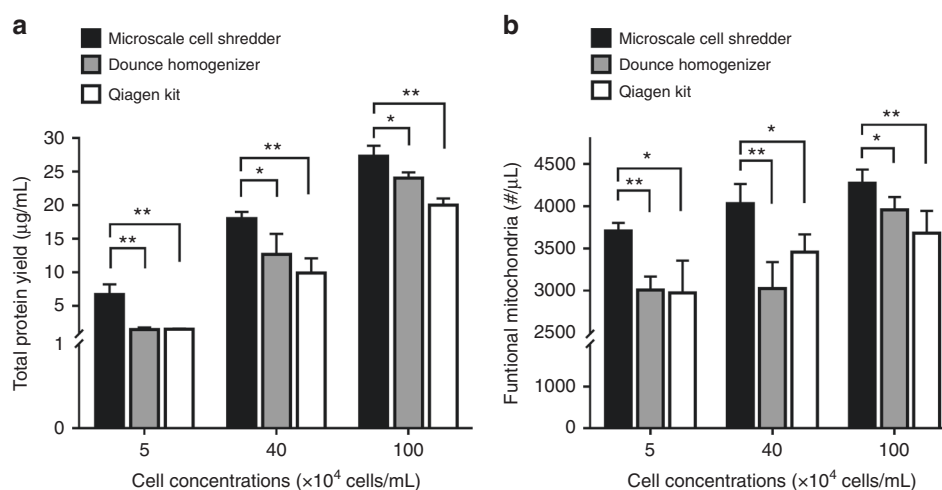 a
Microscale cell shredder
Dounce homogenizer
Qiagen kit
Total protein yield (μg/mL)
30
25
20
15
10
5
1
0
**
**
*
**
*
**
5
40
100
Cell concentrations (×10⁴ cells/mL)
b
Microscale cell shredder
Dounce homogenizer
Qiagen kit
Funtional mitochondria (#/μL)
4500
4000
3500
3000
2500
1000
0
*
**
*
**
**
*
5
40
100
Cell concentrations (×10⁴ cells/mL)